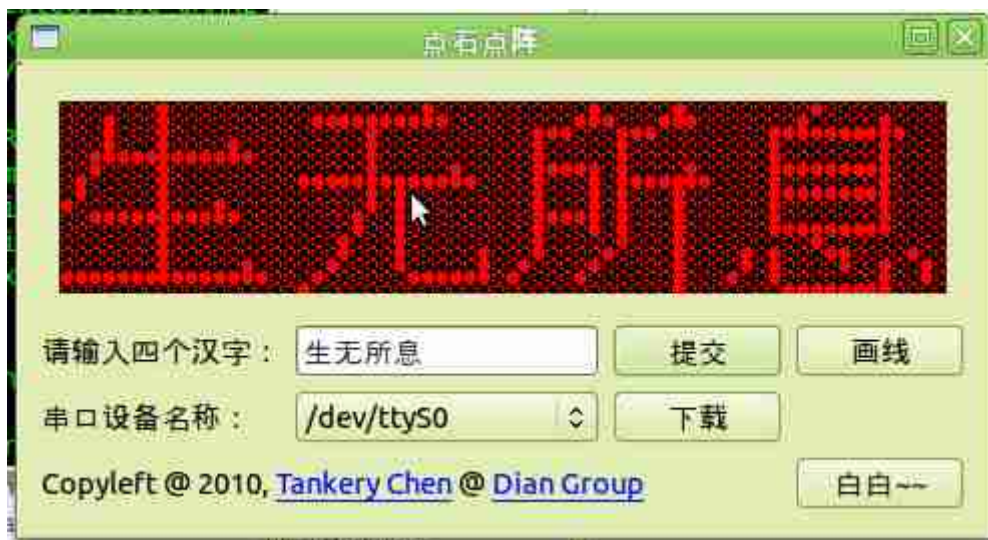 点石点阵
生无所息
请输入四个汉字： 生无所息 提交 画线
串口设备名称： /dev/ttyS0 下载
Copyleft @ 2010, Tankery Chen @ Dian Group 白白~~